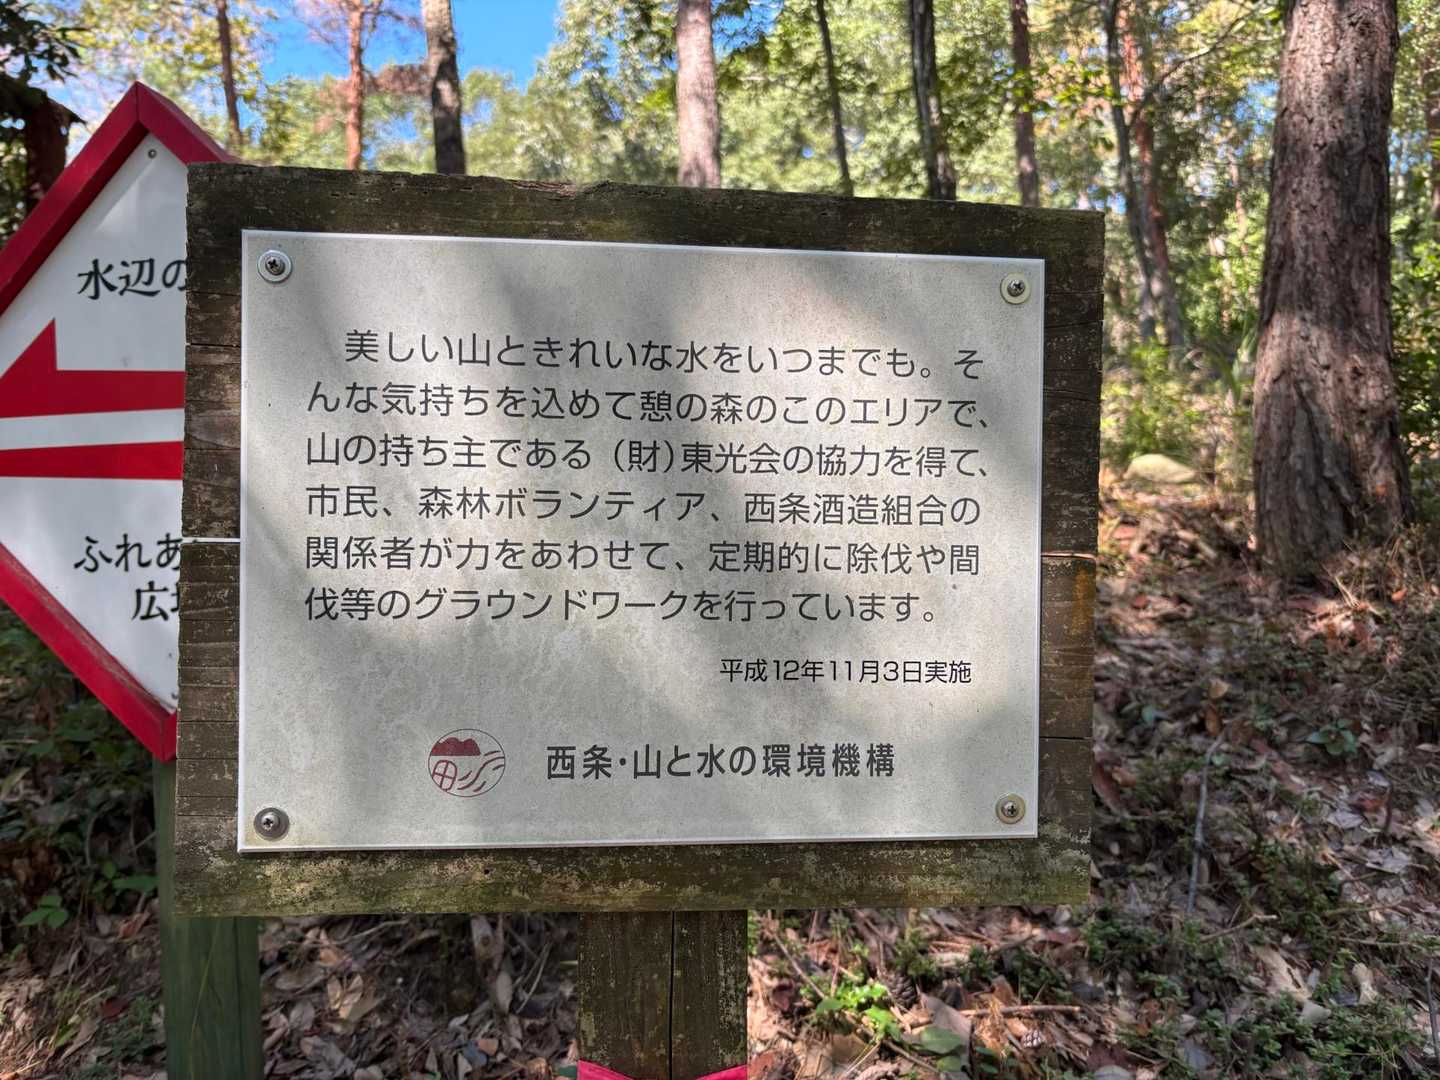 水辺の
ふれあ
広
美しい山ときれいな水をいつまでも。そ
んな気持ちを込めて憩の森のこのエリアで、
山の持ち主である（財）東光会の協力を得て、
市民、森林ボランティア、西条酒造組合の
関係者が力をあわせて、定期的に除伐や間
伐等のグラウンドワークを行っています。
平成12年11月3日実施
西条・山と水の環境機構